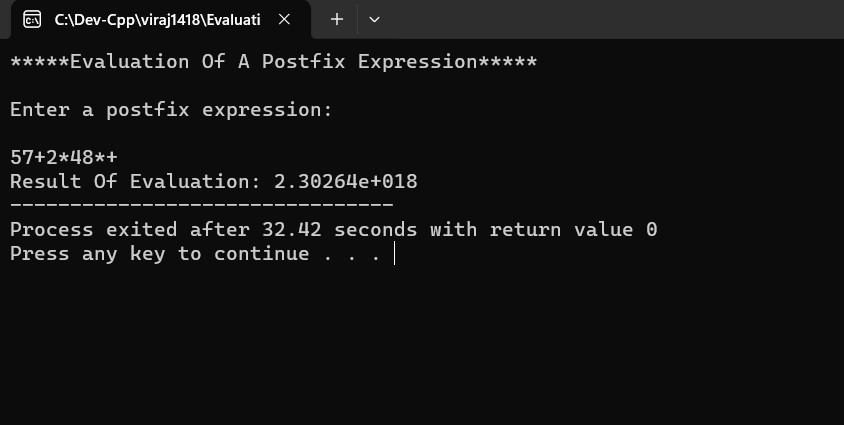 C:\Dev-Cpp\viraj1418\Evaluati
*****Evaluation Of A Postfix Expression*****
Enter a postfix expression:
57+2*48*+
Result Of Evaluation: 2.30264e+018
--------------------------------
Process exited after 32.42 seconds with return value 0
Press any key to continue . . .